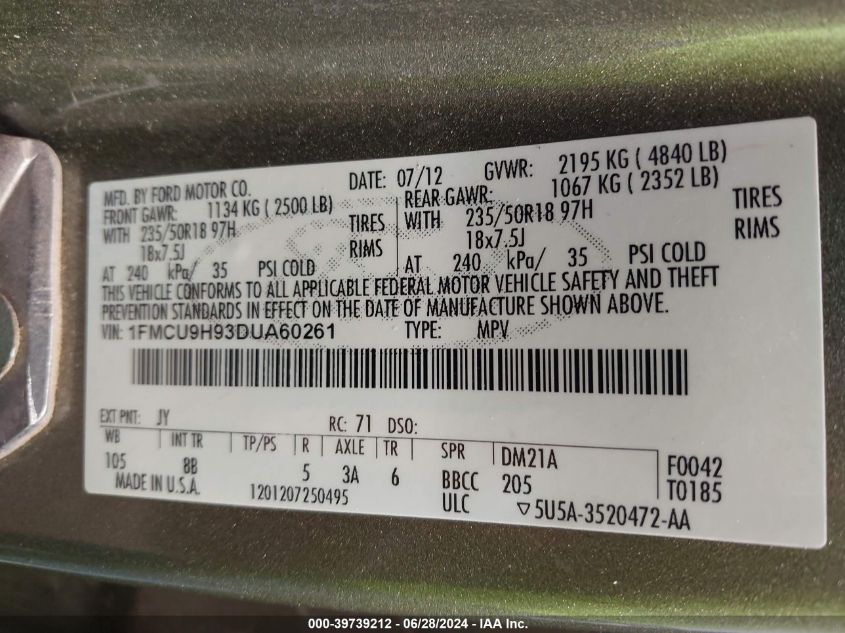 MFD. BY FORD MOTOR CO. DATE: 07/12 GVWR: 2195 KG ( 4840 LB)
FRONT GAWR: 1134 KG ( 2500 LB) REAR GAWR: 1067 KG ( 2352 LB)
WITH 235/50R18 97H TIRES WITH 235/50R18 97H TIRES
18x7.5J RIMS 18x7.5J RIMS
AT 240 kPa/ 35 PSI COLD AT 240 kPa/ 35 PSI COLD
THIS VEHICLE CONFORMS TO ALL APPLICABLE FEDERAL MOTOR VEHICLE SAFETY AND THEFT
PREVENTION STANDARDS IN EFFECT ON THE DATE OF MANUFACTURE SHOWN ABOVE.
VIN: 1FMCU9H93DUA60261 TYPE: MPV
EXT PNT: JY RC: 71 DSO:
WB INT TR TP/PS R AXLE TR SPR DM21A F0042
105 8B 5 3A 6 BBCC 205 T0185
MADE IN U.S.A. 1201207250495 ULC ▽5U5A-3520472-AA
000-39739212 - 06/28/2024 - IAA Inc.